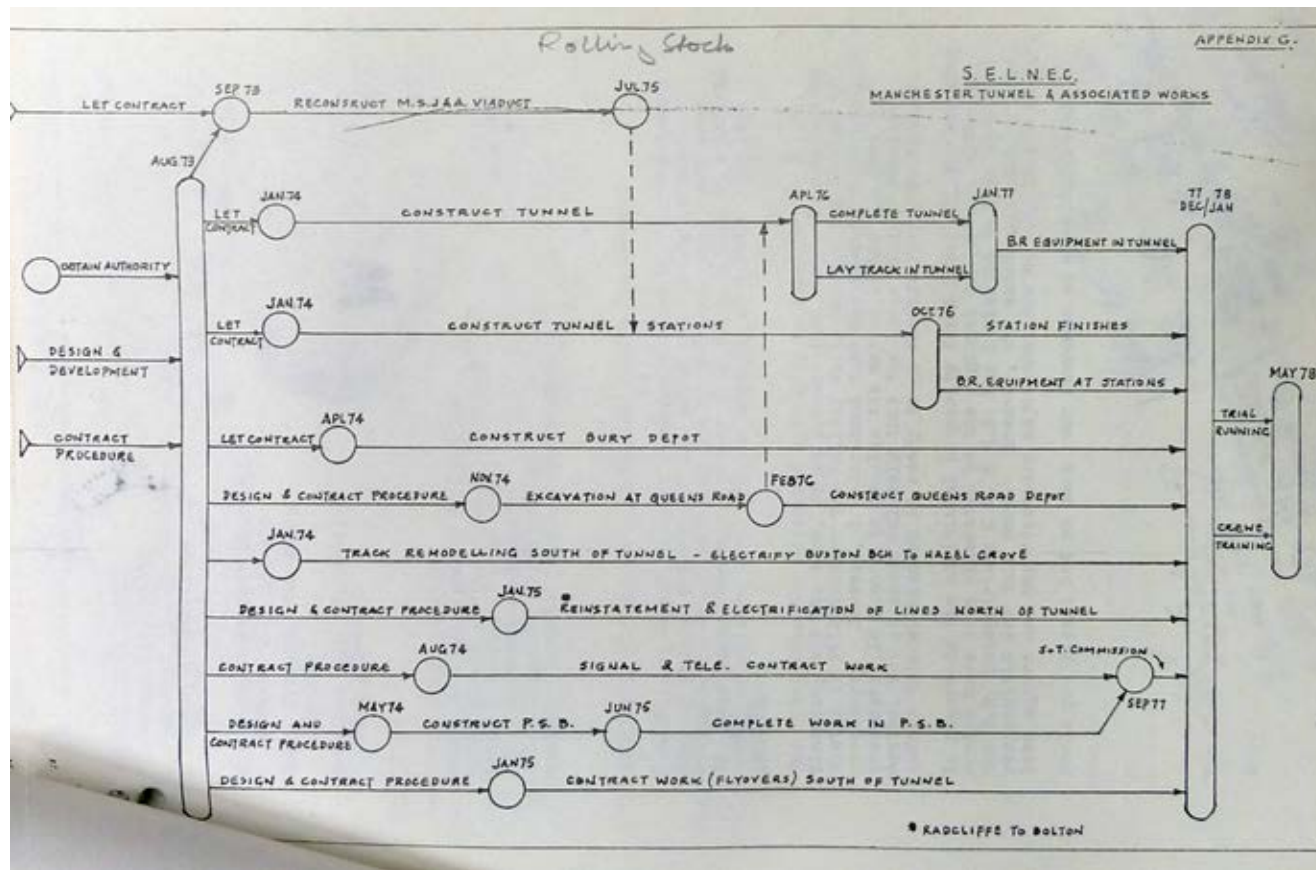 Rolling Stock
APPENDIX G.
S.E.L.N.E.C.
MANCHESTER TUNNEL & ASSOCIATED WORKS
LET CONTRACT
SEP 73
RECONSTRUCT M.S.J & A. VIADUCT
JUL 75
AUG. 73
LET
CONTRACT
JAN. 74
CONSTRUCT TUNNEL
APL 76
COMPLETE TUNNEL
LAY TRACK IN TUNNEL
JAN. 77
B.R EQUIPMENT IN TUNNEL
77 78
DEC/JAN
OBTAIN AUTHORITY
LET
CONTRACT
JAN. 74
CONSTRUCT TUNNEL STATIONS
OCT. 76
STATION FINISHES
B.R. EQUIPMENT AT STATIONS
DESIGN &
DEVELOPMENT
MAY 78
TRIAL
RUNNING
CONTRACT
PROCEDURE
LET CONTRACT
APL 74
CONSTRUCT BURY DEPOT
DESIGN & CONTRACT PROCEDURE
NOV. 74
EXCAVATION AT QUEENS ROAD
FEB 76
CONSTRUCT QUEENS ROAD DEPOT
CREWE
TRAINING
JAN. 74
TRACK REMODELLING SOUTH OF TUNNEL - ELECTRIFY BUXTON BCH TO HAZEL GROVE
DESIGN & CONTRACT PROCEDURE
JAN. 75
* REINSTATEMENT & ELECTRIFICATION OF LINES NORTH OF TUNNEL
CONTRACT PROCEDURE
AUG 74
SIGNAL & TELE. CONTRACT WORK
S+T. COMMISSION
SEP 77
DESIGN AND
CONTRACT PROCEDURE
MAY 74
CONSTRUCT P.S.B.
JUN 75
COMPLETE WORK IN P.S.B.
DESIGN & CONTRACT PROCEDURE
JAN 75
CONTRACT WORK (FLYOVERS) SOUTH OF TUNNEL
* RADCLIFFE TO BOLTON